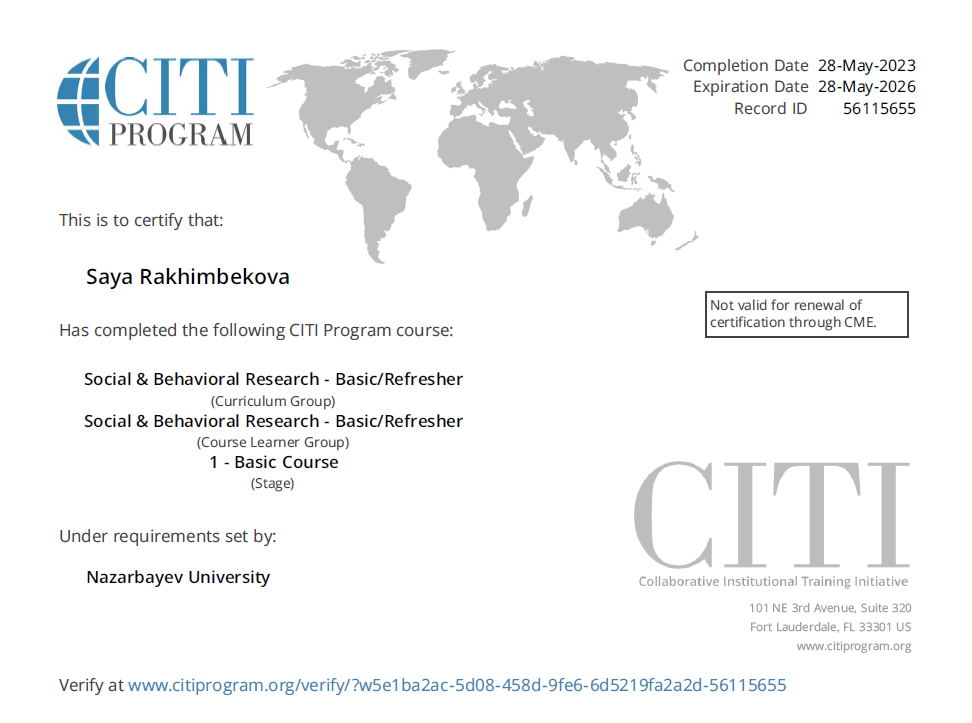 CITI
PROGRAM
Completion Date 28-May-2023
Expiration Date 28-May-2026
Record ID 56115655
This is to certify that:
Saya Rakhimbekova
Not valid for renewal of
certification through CME.
Has completed the following CITI Program course:
Social & Behavioral Research - Basic/Refresher
(Curriculum Group)
Social & Behavioral Research - Basic/Refresher
(Course Learner Group)
1 - Basic Course
(Stage)
Under requirements set by:
Nazarbayev University
CITI
Collaborative Institutional Training Initiative
101 NE 3rd Avenue, Suite 320
Fort Lauderdale, FL 33301 US
www.citiprogram.org
Verify at www.citiprogram.org/verify/?w5e1ba2ac-5d08-458d-9fe6-6d5219fa2a2d-56115655